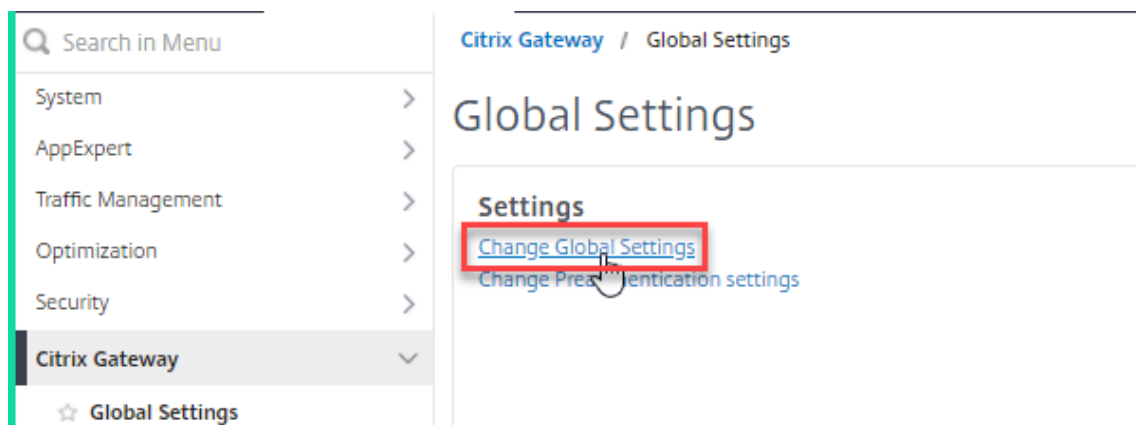 Search in Menu
System
AppExpert
Traffic Management
Optimization
Security
Citrix Gateway
Global Settings
Citrix Gateway / Global Settings
Global Settings
Settings
Change Global Settings
Change Preauthentication settings